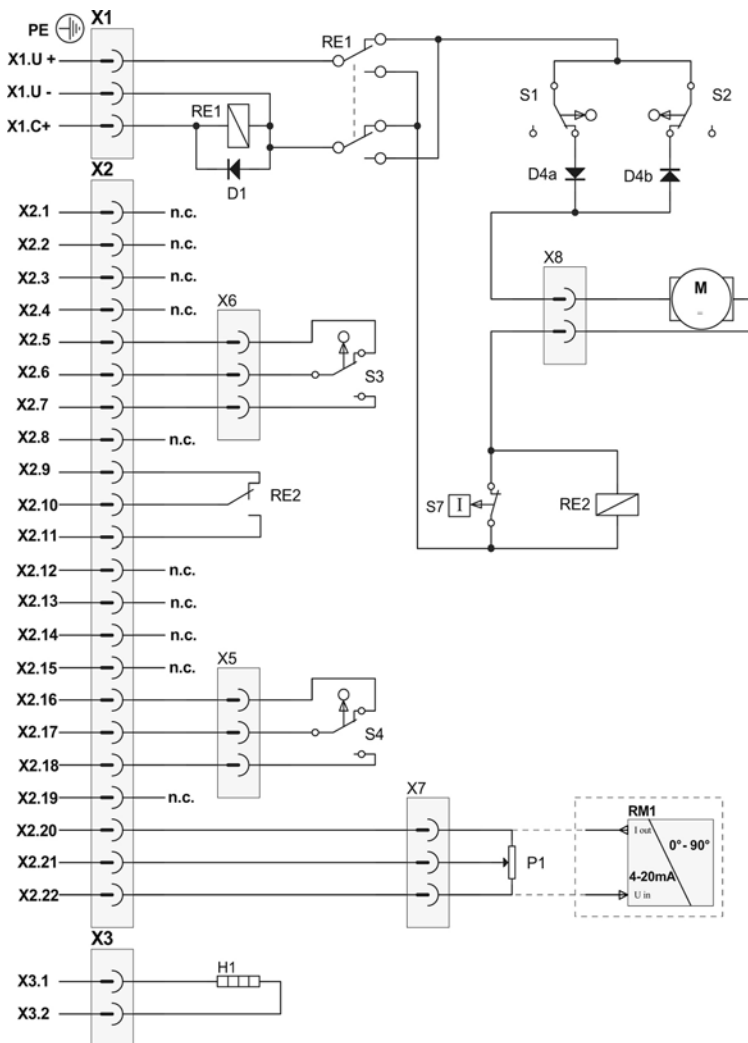 PE X1
X1.U +
X1.U -
X1.C+
RE1
RE1
D1
S1
S2
D4a
D4b
X2
X2.1 n.c.
X2.2 n.c.
X2.3 n.c.
X2.4 n.c.
X2.5
X2.6
X2.7
X2.8 n.c.
X2.9
X2.10
X2.11
X2.12 n.c.
X2.13 n.c.
X2.14 n.c.
X2.15 n.c.
X2.16
X2.17
X2.18
X2.19 n.c.
X2.20
X2.21
X2.22
X6
S3
RE2
X8
M
=
S7 I
RE2
X5
S4
X7
P1
RM1
I out
0°- 90°
4-20mA
U in
X3
X3.1
X3.2
H1